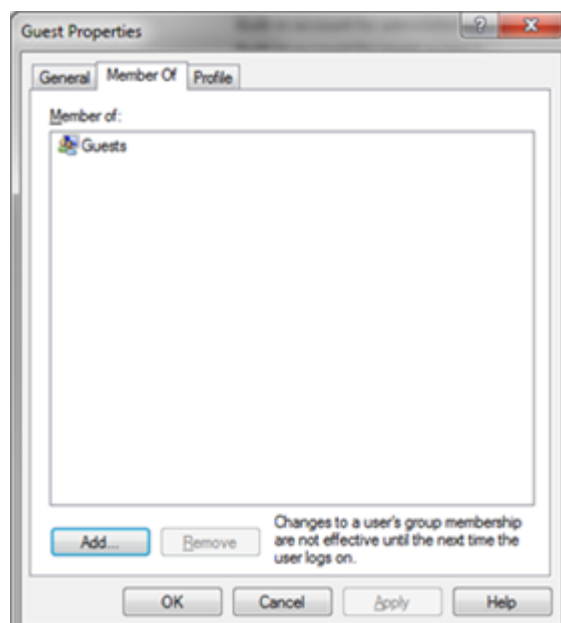 Guest Properties
General Member Of Profile
Member of:
Guests
Add... Remove
Changes to a user's group membership
are not effective until the next time the
user logs on.
OK Cancel Apply Help